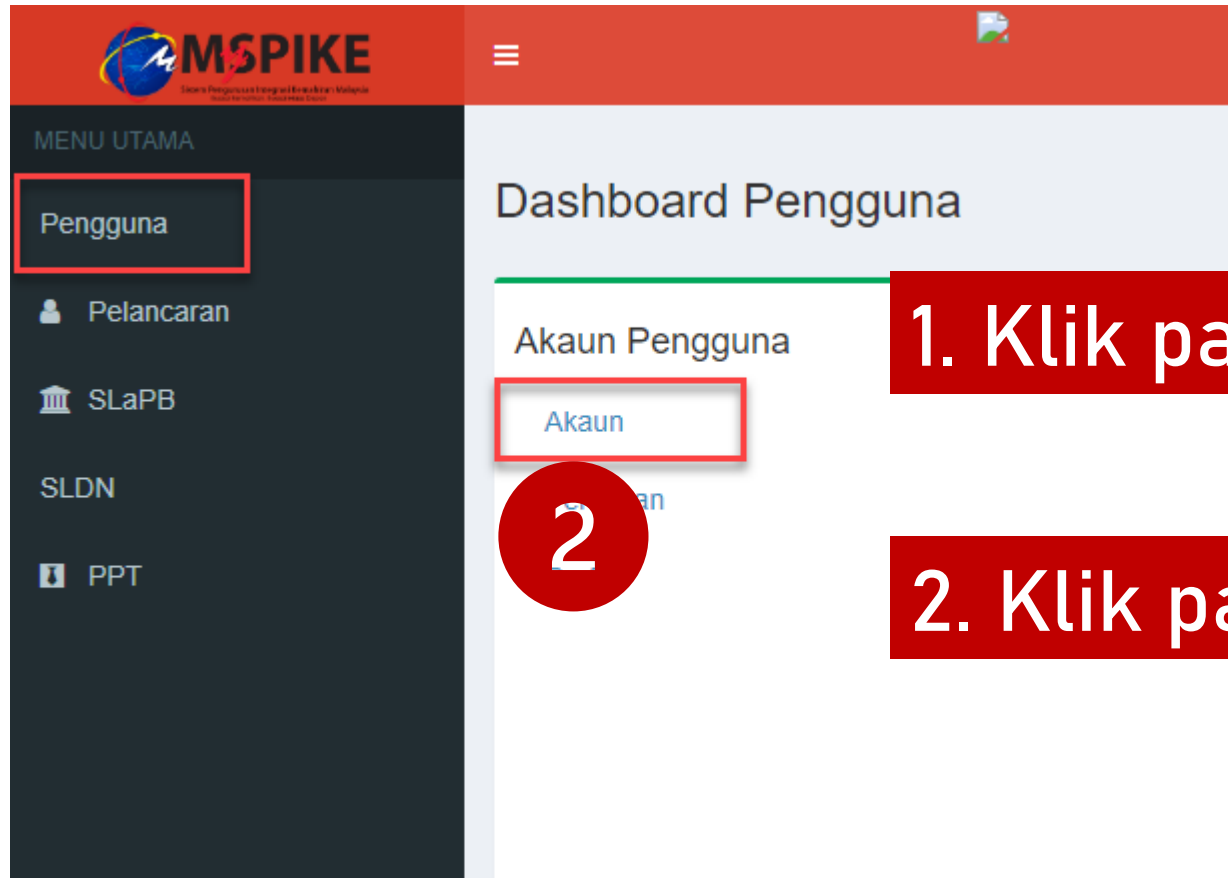 MySPIKE
MENU UTAMA
Pengguna
Pelancaran
SLaPB
SLDN
PPT
Dashboard Pengguna
Akaun Pengguna
Akaun
2
1. Klik pa
2. Klik pa